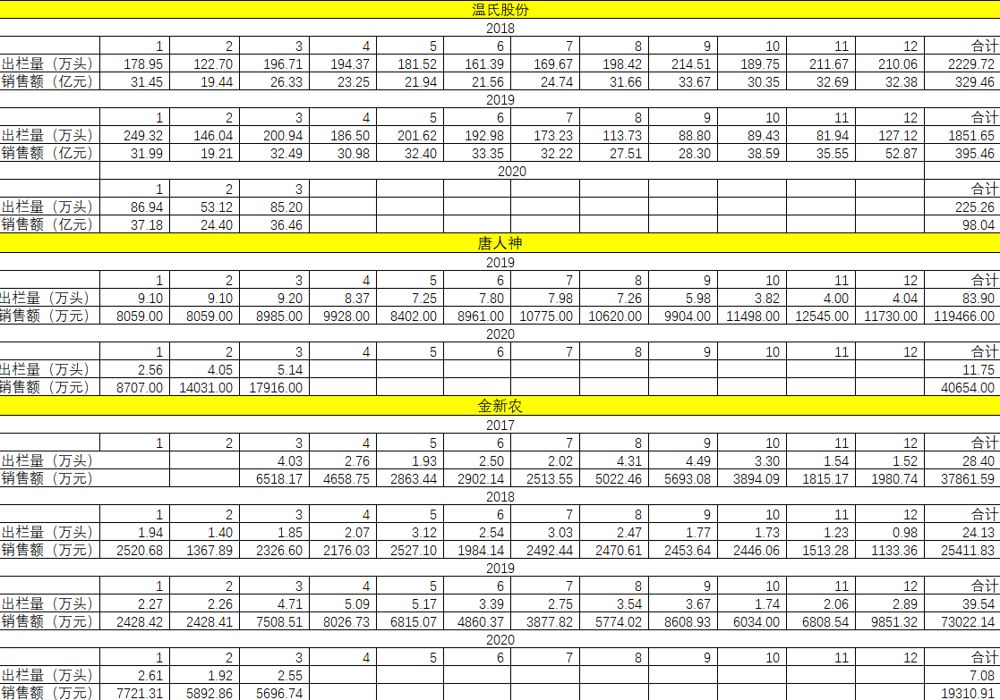 温氏股份
2018
1 2 3 4 5 6 7 8 9 10 11 12 合计
出栏量（万头） 178.95 122.70 196.71 194.37 181.52 161.39 169.67 198.42 214.51 189.75 211.67 210.06 2229.72
销售额（亿元） 31.45 19.44 26.33 23.25 21.94 21.56 24.74 31.66 33.67 30.35 32.69 32.38 329.46
2019
1 2 3 4 5 6 7 8 9 10 11 12 合计
出栏量（万头） 249.32 146.04 200.94 186.50 201.62 192.98 173.23 113.73 88.80 89.43 81.94 127.12 1851.65
销售额（亿元） 31.99 19.21 32.49 30.98 32.40 33.35 32.22 27.51 28.30 38.59 35.55 52.87 395.46
2020
1 2 3 合计
出栏量（万头） 86.94 53.12 85.20 225.26
销售额（亿元） 37.18 24.40 36.46 98.04
唐人神
2019
1 2 3 4 5 6 7 8 9 10 11 12 合计
出栏量（万头） 9.10 9.10 9.20 8.37 7.25 7.80 7.98 7.26 5.98 3.82 4.00 4.04 83.90
销售额（万元） 8059.00 8059.00 8985.00 9928.00 8402.00 8961.00 10775.00 10620.00 9904.00 11498.00 12545.00 11730.00 119466.00
2020
1 2 3 4 5 6 7 8 9 10 11 12 合计
出栏量（万头） 2.56 4.05 5.14 11.75
销售额（万元） 8707.00 14031.00 17916.00 40654.00
金新农
2017
1 2 3 4 5 6 7 8 9 10 11 12 合计
出栏量（万头） 4.03 2.76 1.93 2.50 2.02 4.31 4.49 3.30 1.54 1.52 28.40
销售额（万元） 6518.17 4658.75 2863.44 2902.14 2513.55 5022.46 5693.08 3894.09 1815.17 1980.74 37861.59
2018
1 2 3 4 5 6 7 8 9 10 11 12 合计
出栏量（万头） 1.94 1.40 1.85 2.07 3.12 2.54 3.03 2.47 1.77 1.73 1.23 0.98 24.13
销售额（万元） 2520.68 1367.89 2326.60 2176.03 2527.10 1984.14 2492.44 2470.61 2453.64 2446.06 1513.28 1133.36 25411.83
2019
1 2 3 4 5 6 7 8 9 10 11 12 合计
出栏量（万头） 2.27 2.26 4.71 5.09 5.17 3.39 2.75 3.54 3.67 1.74 2.06 2.89 39.54
销售额（万元） 2428.42 2428.41 7508.51 8026.73 6815.07 4860.37 3877.82 5774.02 8608.93 6034.00 6808.54 9851.32 73022.14
2020
1 2 3 4 5 6 7 8 9 10 11 12 合计
出栏量（万头） 2.61 1.92 2.55 7.08
销售额（万元） 7721.31 5892.86 5696.74 19310.91